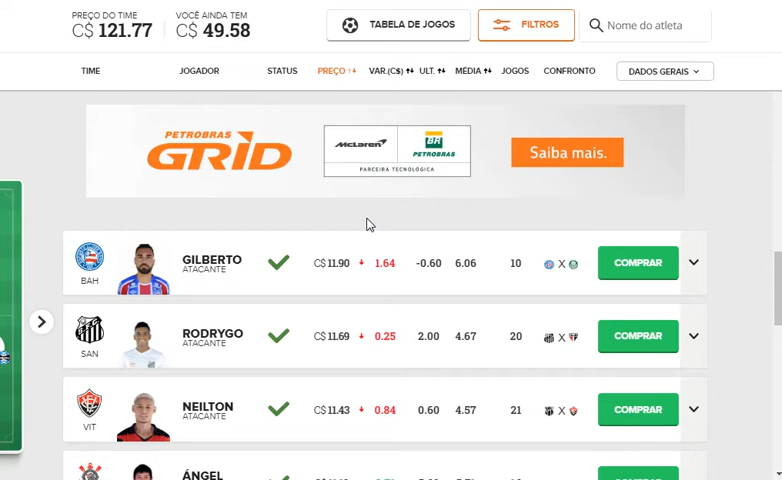 PREÇO DO TIME
C$ 121.77
VOCÊ AINDA TEM
C$ 49.58
TABELA DE JOGOS
FILTROS
Nome do atleta
TIME JOGADOR STATUS PREÇO VAR.(C$) ULT. MÉDIA JOGOS CONFRONTO DADOS GERAIS
PETROBRAS
GRID
McLaren
BR
PETROBRAS
PARCEIRA TECNOLÓGICA
Saiba mais.
BAH
GILBERTO
ATACANTE
C$ 11.90 1.64 -0.60 6.06 10 X COMPRAR
SAN
RODRYGO
ATACANTE
C$ 11.69 0.25 2.00 4.67 20 X COMPRAR
VIT
NEILTON
ATACANTE
C$ 11.43 0.84 0.60 4.57 21 X COMPRAR
ÁNGEL